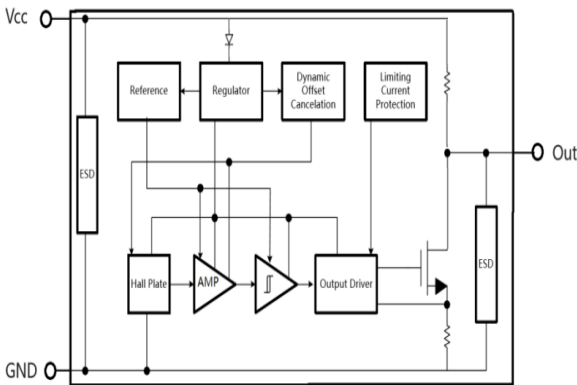 Vcc
Reference
Regulator
Dynamic
Offset
Cancelation
Limiting
Current
Protection
Out
ESD
ESD
Hall Plate
AMP
Output Driver
GND